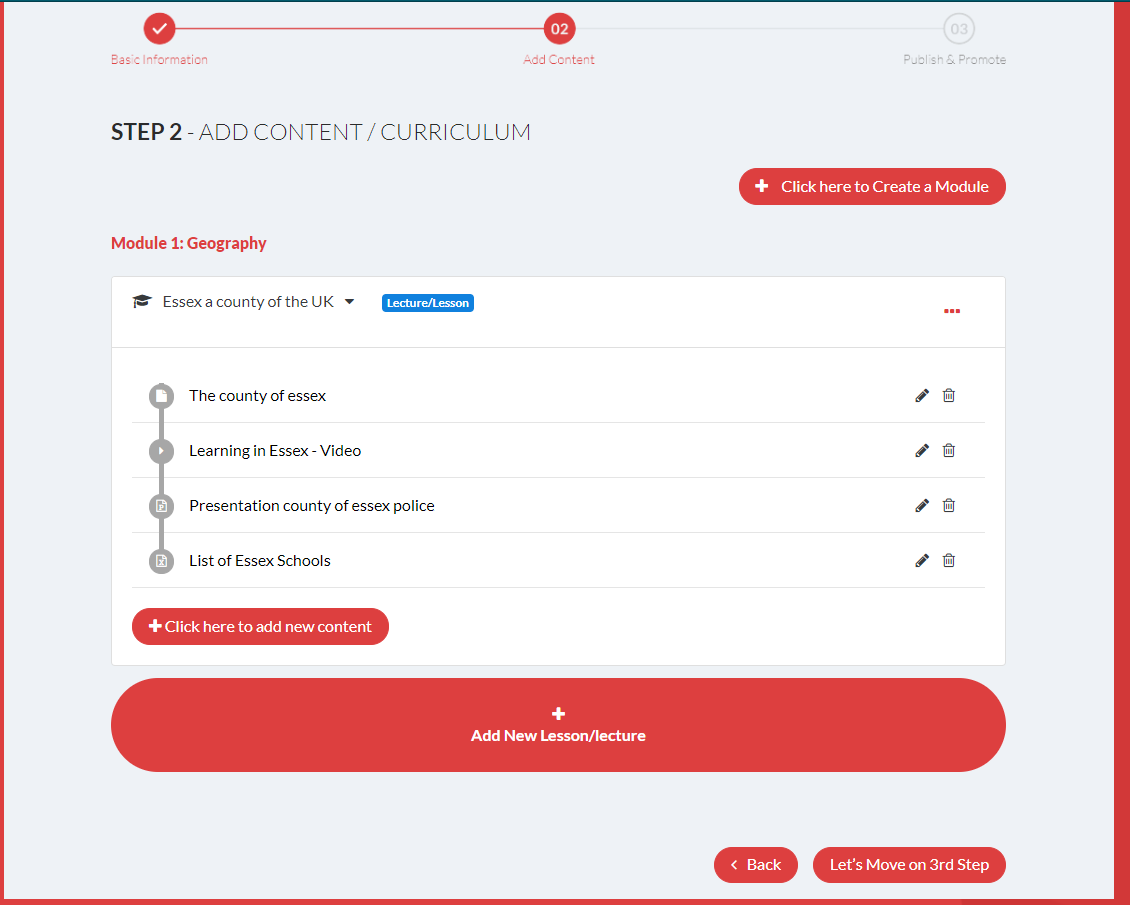 02
03
Basic Information
Add Content
Publish & Promote
STEP 2 - ADD CONTENT / CURRICULUM
Click here to Create a Module
Module 1: Geography
Essex a county of the UK
Lecture/Lesson
The county of essex
Learning in Essex - Video
Presentation county of essex police
List of Essex Schools
Click here to add new content
Add New Lesson/lecture
Back
Let's Move on 3rd Step